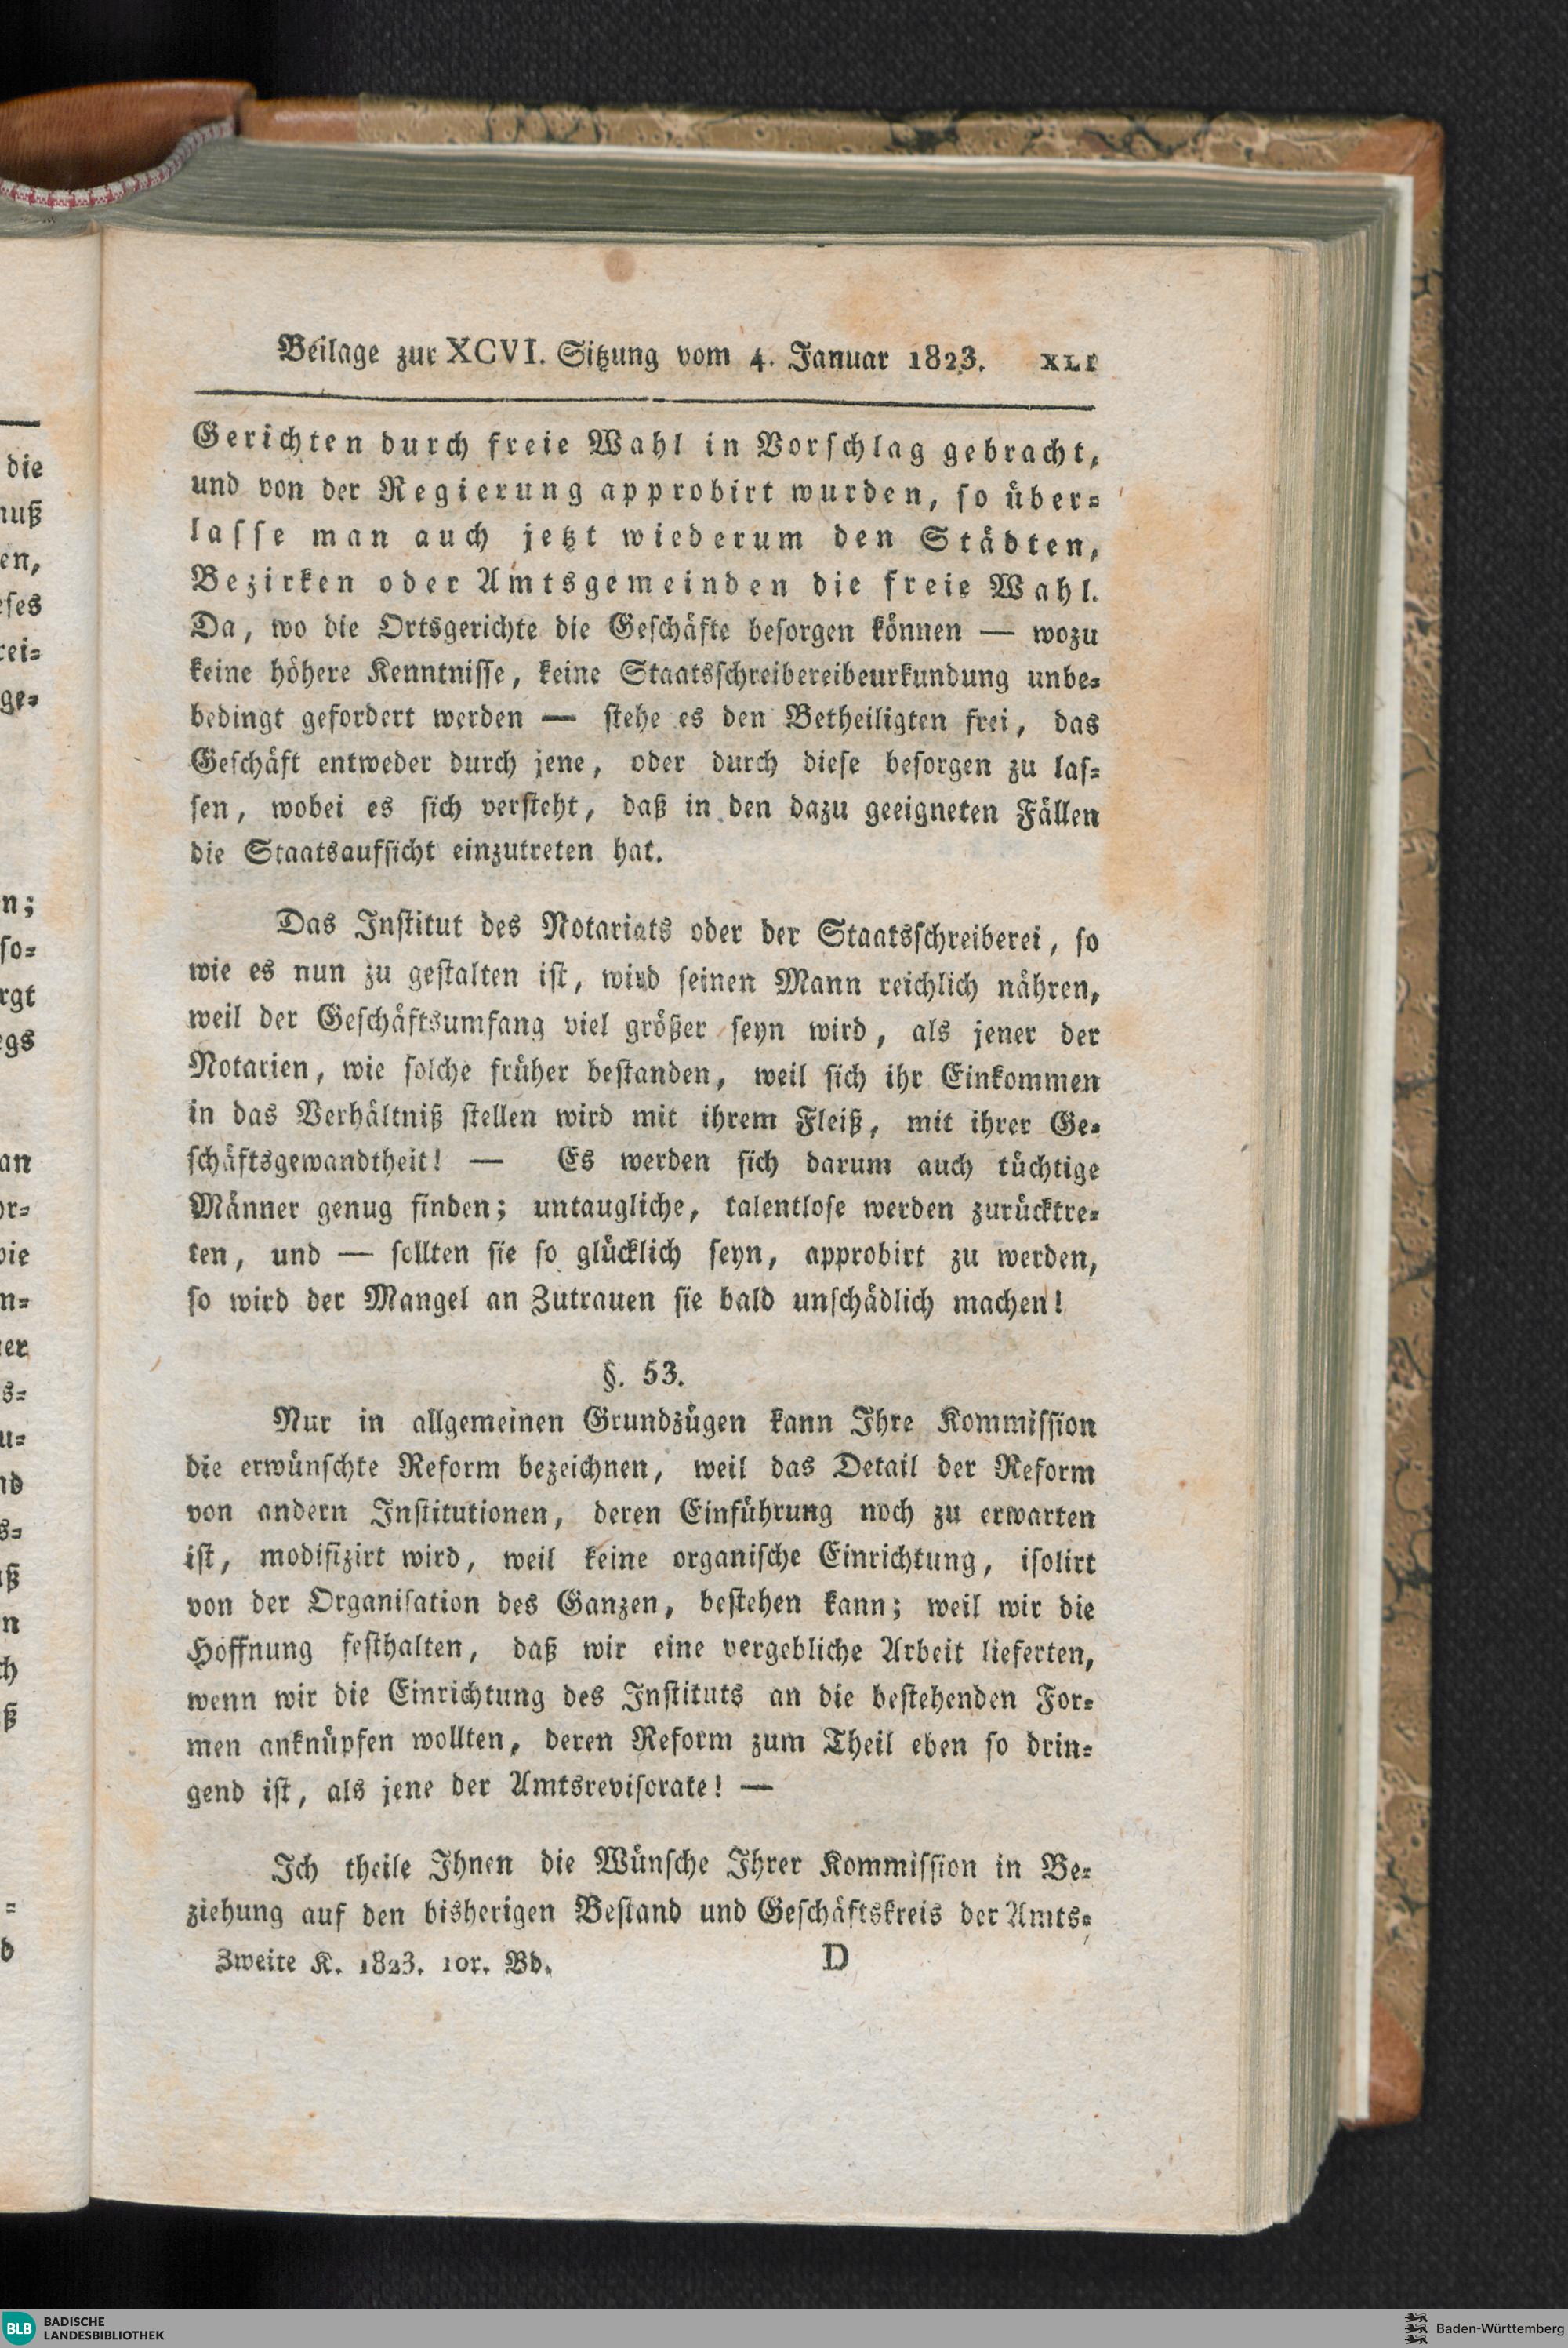 Beilage zur XCVI. Sitzung vom 4. Januar 1823. XLI
Gerichten durch freie Wahl in Vorschlag gebracht,
und von der Regierung approbirt wurden, so über-
lasse man auch jetzt wiederum den Städten,
Bezirken oder Amtsgemeinden die freie Wahl.
Da, wo die Ortsgerichte die Geschäfte besorgen können — wozu
keine höhere Kenntnisse, keine Staatsschreibereibeurkundung unbe-
bedingt gefordert werden — stehe es den Betheiligten frei, das
Geschäft entweder durch jene, oder durch diese besorgen zu las-
sen, wobei es sich versteht, daß in den dazu geeigneten Fällen
die Staatsaufsicht einzutreten hat.
Das Institut des Notariats oder der Staatsschreiberei, so
wie es nun zu gestalten ist, wird seinen Mann reichlich nähren,
weil der Geschäftsumfang viel größer seyn wird, als jener der
Notarien, wie solche früher bestanden, weil sich ihr Einkommen
in das Verhältniß stellen wird mit ihrem Fleiß, mit ihrer Ge-
schäftsgewandtheit! — Es werden sich darum auch tüchtige
Männer genug finden; untaugliche, talentlose werden zurücktre-
ten, und — sollten sie so glücklich seyn, approbirt zu werden,
so wird der Mangel an Zutrauen sie bald unschädlich machen!
§. 53.
Nur in allgemeinen Grundzügen kann Ihre Kommission
die erwünschte Reform bezeichnen, weil das Detail der Reform
von andern Institutionen, deren Einführung noch zu erwarten
ist, modifizirt wird, weil keine organische Einrichtung, isolirt
von der Organisation des Ganzen, bestehen kann; weil wir die
Hoffnung festhalten, daß wir eine vergebliche Arbeit lieferten,
wenn wir die Einrichtung des Instituts an die bestehenden For-
men anknüpfen wollten, deren Reform zum Theil eben so drin-
gend ist, als jene der Amtsrevisorate! —
Ich theile Ihnen die Wünsche Ihrer Kommission in Be-
ziehung auf den bisherigen Bestand und Geschäftskreis der Amts-
Zweite K. 1823. 10r. Bd. D
BLB BADISCHE
LANDESBIBLIOTHEK
Baden-Württemberg